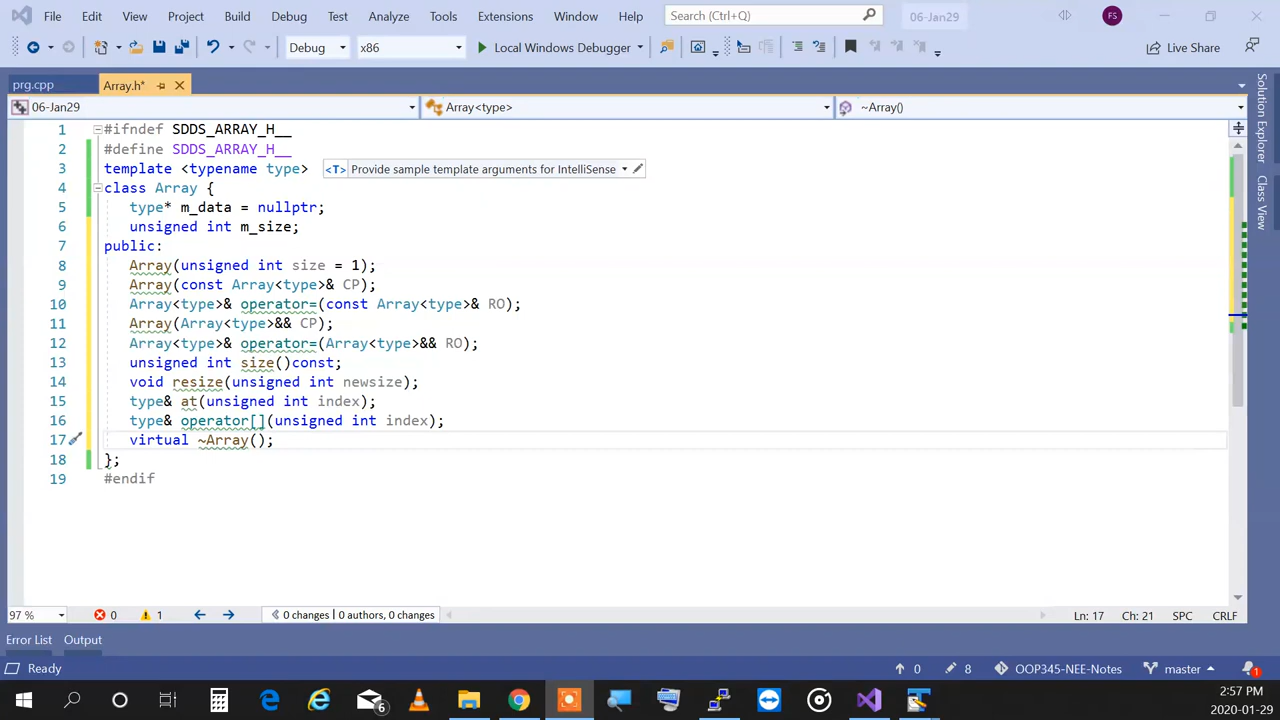 File Edit View Project Build Debug Test Analyze Tools Extensions Window Help Search (Ctrl+Q) 06-Jan29 FS
Debug x86 Local Windows Debugger Live Share
prg.cpp Array.h*
06-Jan29 Array<type> ~Array()
1 #ifndef SDDS_ARRAY_H__
2 #define SDDS_ARRAY_H__
3 template <typename type> <T> Provide sample template arguments for IntelliSense
4 class Array {
5 type* m_data = nullptr;
6 unsigned int m_size;
7 public:
8 Array(unsigned int size = 1);
9 Array(const Array<type>& CP);
10 Array<type>& operator=(const Array<type>& RO);
11 Array(Array<type>&& CP);
12 Array<type>& operator=(Array<type>&& RO);
13 unsigned int size()const;
14 void resize(unsigned int newsize);
15 type& at(unsigned int index);
16 type& operator[](unsigned int index);
17 virtual ~Array();
18 };
19 #endif
Solution Explorer
Class View
97 % 0 1 0 changes | 0 authors, 0 changes Ln: 17 Ch: 21 SPC CRLF
Error List Output
Ready 0 8 OOP345-NEE-Notes master 1
6 2:57 PM
2020-01-29